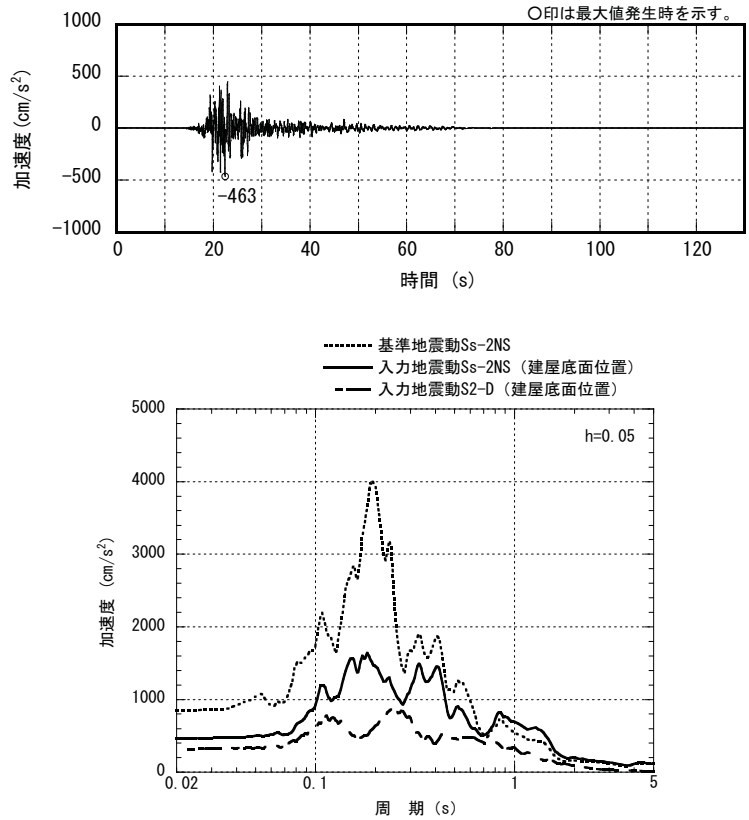 ○印は最大値発生時を示す。
加速度(cm/s²)
1000
500
0
-500
-1000
-463
0 20 40 60 80 100 120
時間 (s)
基準地震動Ss-2NS
入力地震動Ss-2NS (建屋底面位置)
入力地震動S2-D (建屋底面位置)
加速度 (cm/s²)
5000
4000
3000
2000
1000
0
h=0.05
0.02 0.1 1 5
周 期 (s)